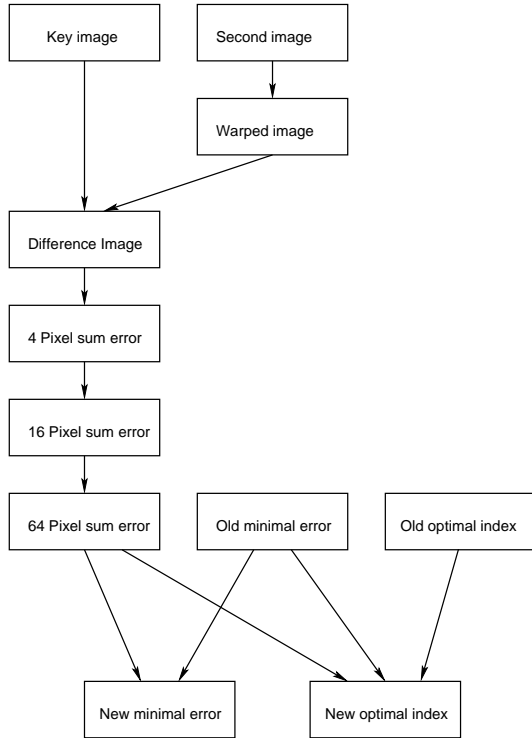 Key image
Second image
Warped image
Difference Image
4 Pixel sum error
16 Pixel sum error
64 Pixel sum error
Old minimal error
Old optimal index
New minimal error
New optimal index